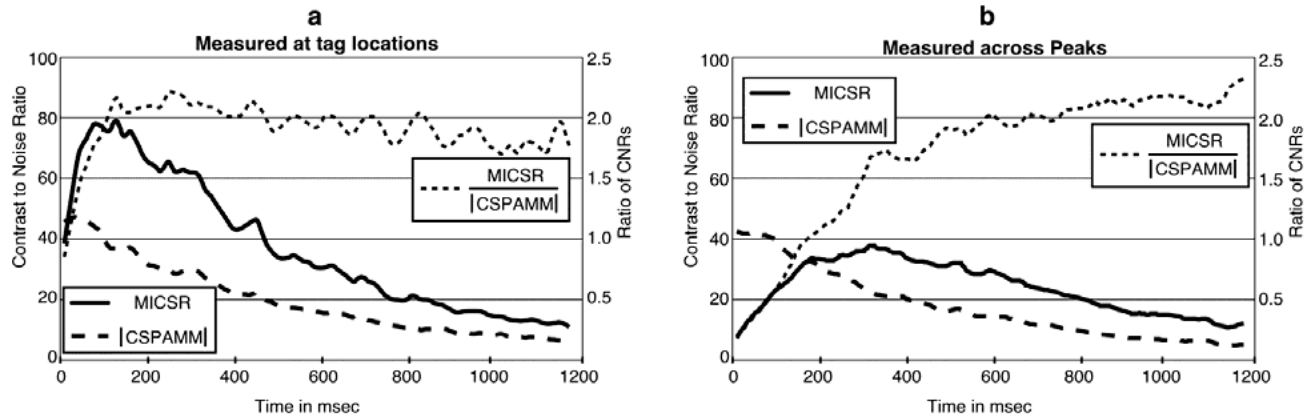 a
Measured at tag locations
Contrast to Noise Ratio
100
80
60
40
20
0
2.5
2.0
1.5
1.0
0.5
Ratio of CNRs
MICSR
|CSPAMM|
MICSR
|CSPAMM|
0 200 400 600 800 1000 1200
Time in msec
b
Measured across Peaks
Contrast to Noise Ratio
100
80
60
40
20
0
2.5
2.0
1.5
1.0
0.5
Ratio of CNRs
MICSR
|CSPAMM|
MICSR
|CSPAMM|
0 200 400 600 800 1000 1200
Time in msec